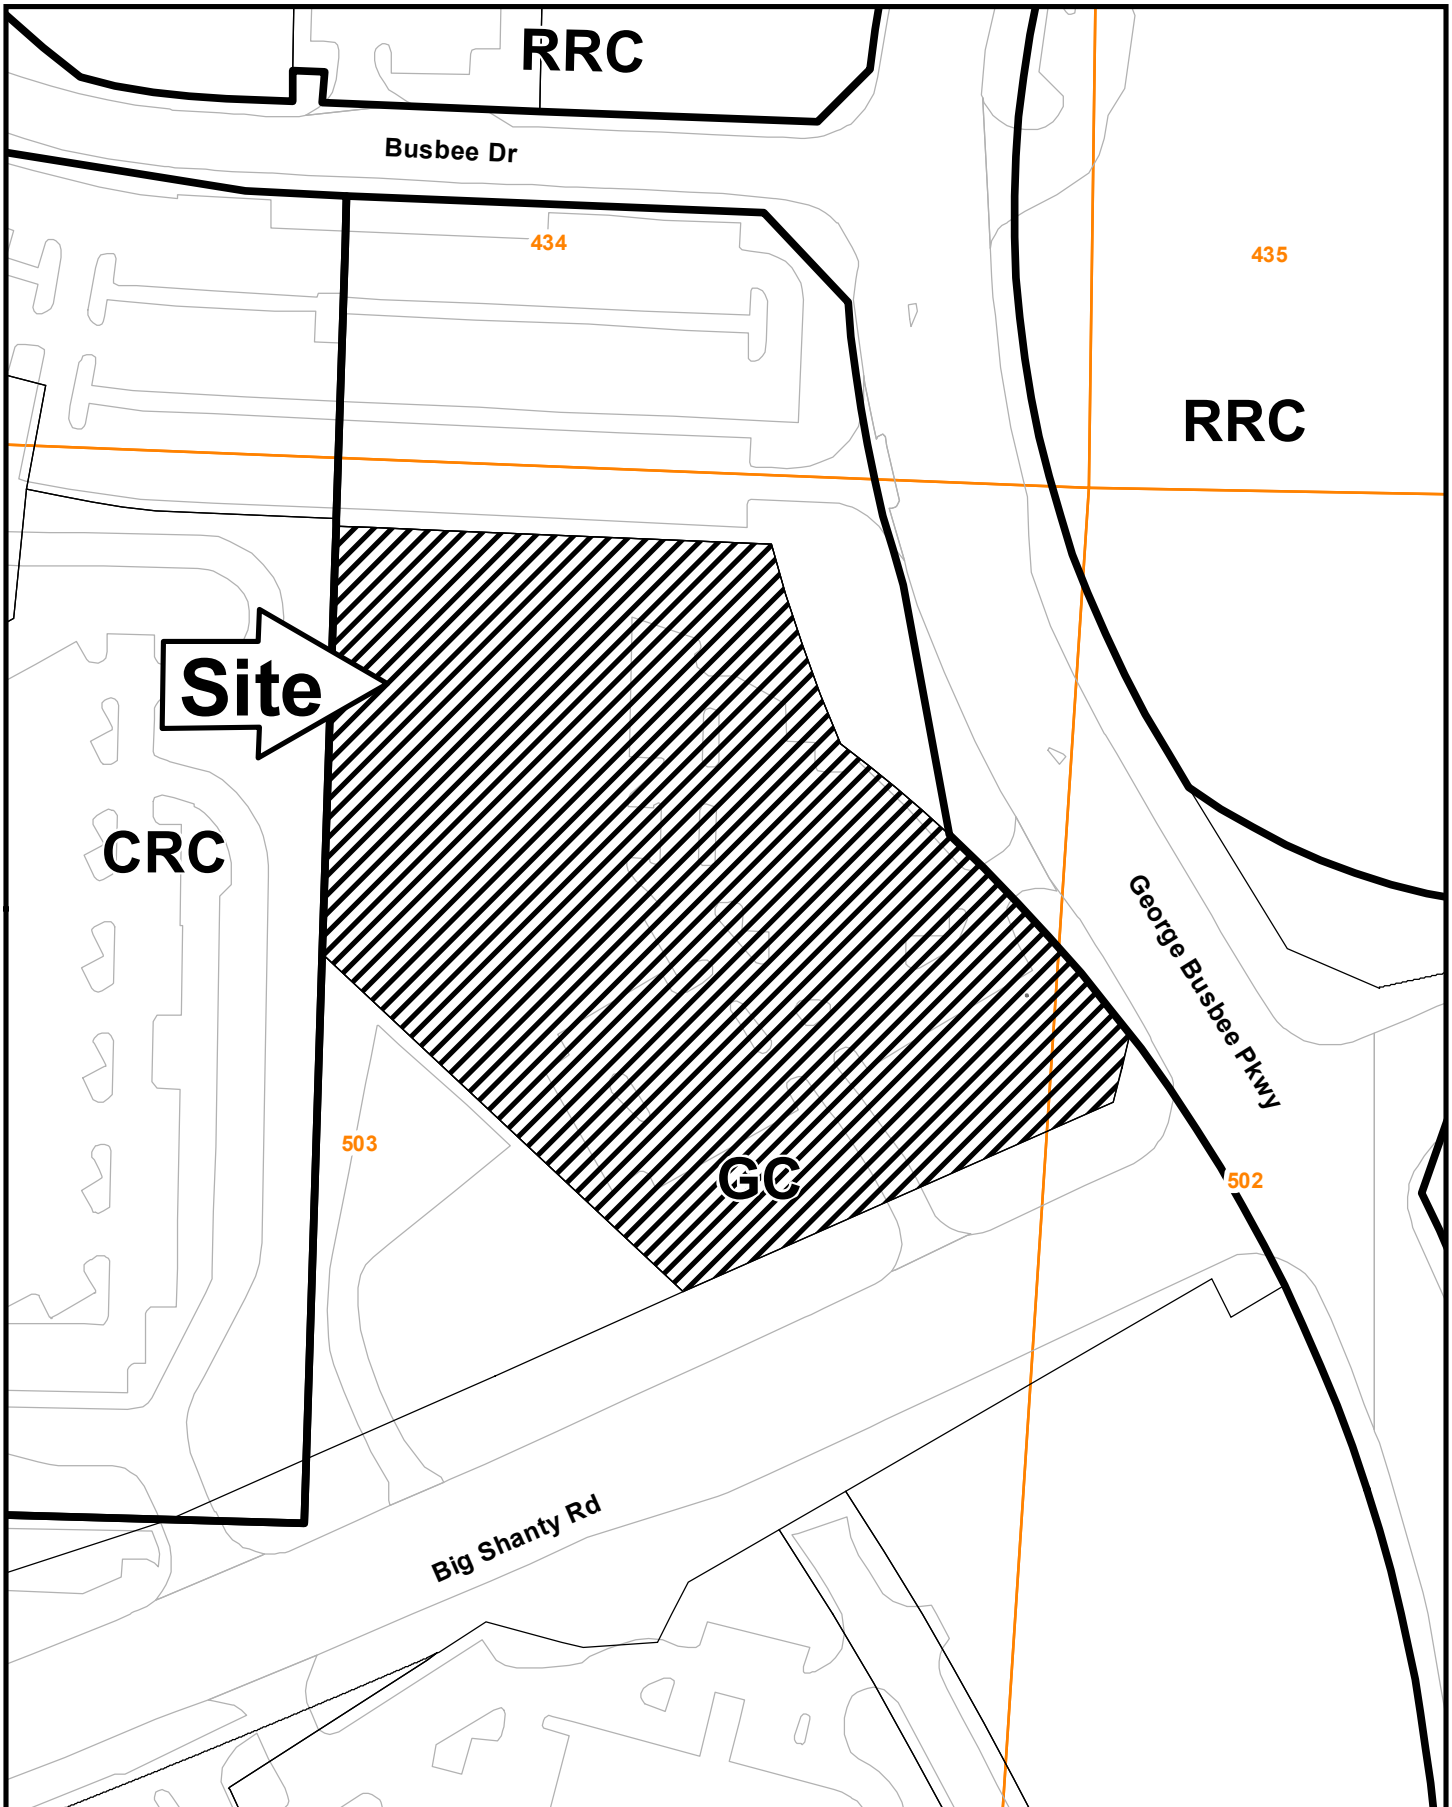 RRC
Busbee Dr
434
435
RRC
Site
CRC
George Busbee Pkwy
503
GC
502
Big Shanty Rd